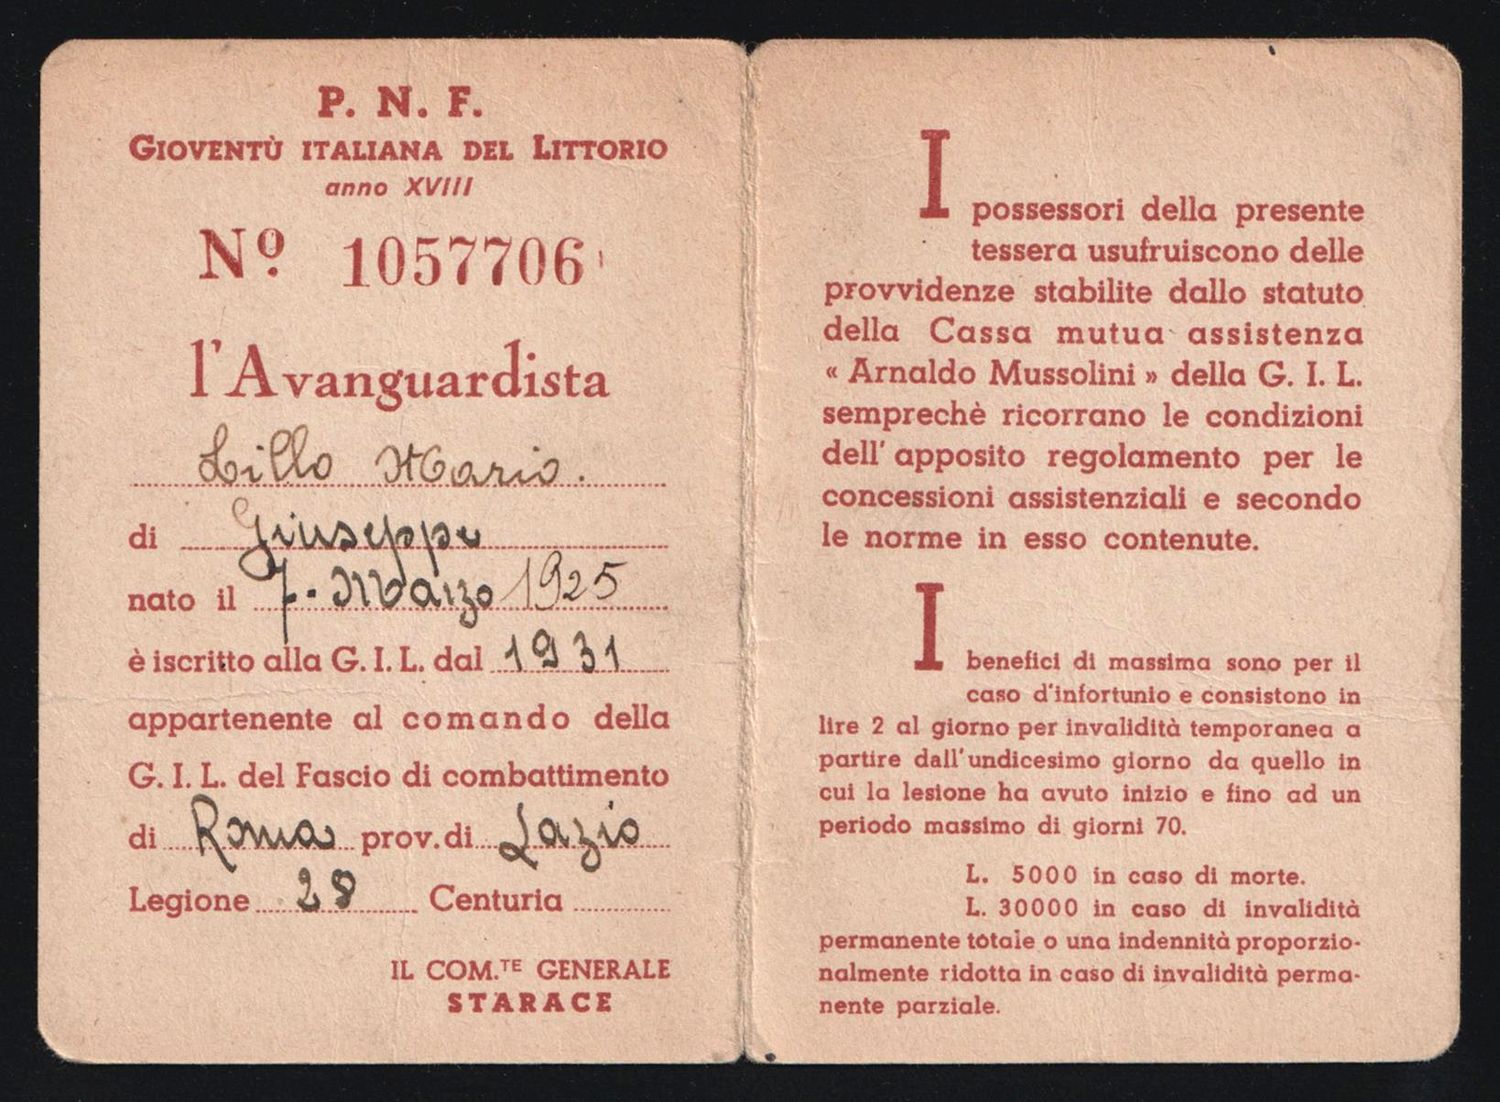 P. N. F.
GIOVENTÙ ITALIANA DEL LITTORIO
anno XVIII
Nº 1057706
l'Avanguardista
Lillo Mario.
di Giuseppe
nato il 7. Marzo 1925
è iscritto alla G. I. L. dal 1931
appartenente al comando della
G. I. L. del Fascio di combattimento
di Roma prov. di Lazio
Legione 28 Centuria
IL COM.TE GENERALE
STARACE
I possessori della presente
tessera usufruiscono delle
provvidenze stabilite dallo statuto
della Cassa mutua assistenza
« Arnaldo Mussolini » della G. I. L.
semprechè ricorrano le condizioni
dell' apposito regolamento per le
concessioni assistenziali e secondo
le norme in esso contenute.
I benefici di massima sono per il
caso d'infortunio e consistono in
lire 2 al giorno per invalidità temporanea a
partire dall'undicesimo giorno da quello in
cui la lesione ha avuto inizio e fino ad un
periodo massimo di giorni 70.
L. 5000 in caso di morte.
L. 30000 in caso di invalidità
permanente totale o una indennità proporzio-
nalmente ridotta in caso di invalidità perma-
nente parziale.